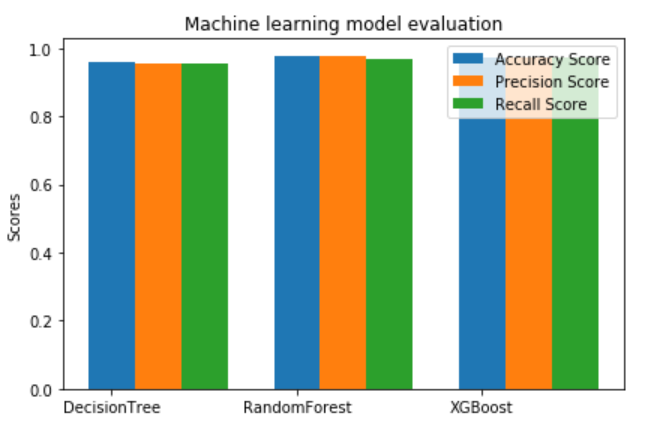 Machine learning model evaluation
1.0
0.8
0.6
0.4
0.2
0.0
Scores
Accuracy Score
Precision Score
Recall Score
DecisionTree
RandomForest
XGBoost